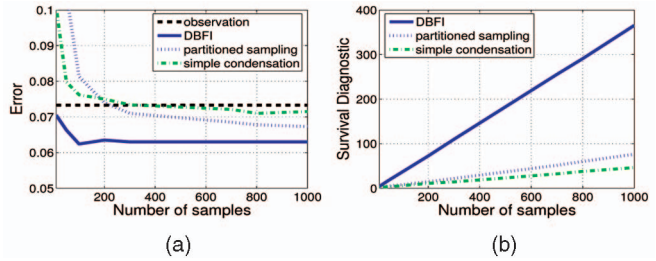 0.1
0.09
0.08
0.07
0.06
0.05
Error
observation
DBFI
partitioned sampling
simple condensation
200
400
600
800
1000
Number of samples
(a)
400
300
200
100
0
Survival Diagnostic
DBFI
partitioned sampling
simple condensation
200
400
600
800
1000
Number of samples
(b)